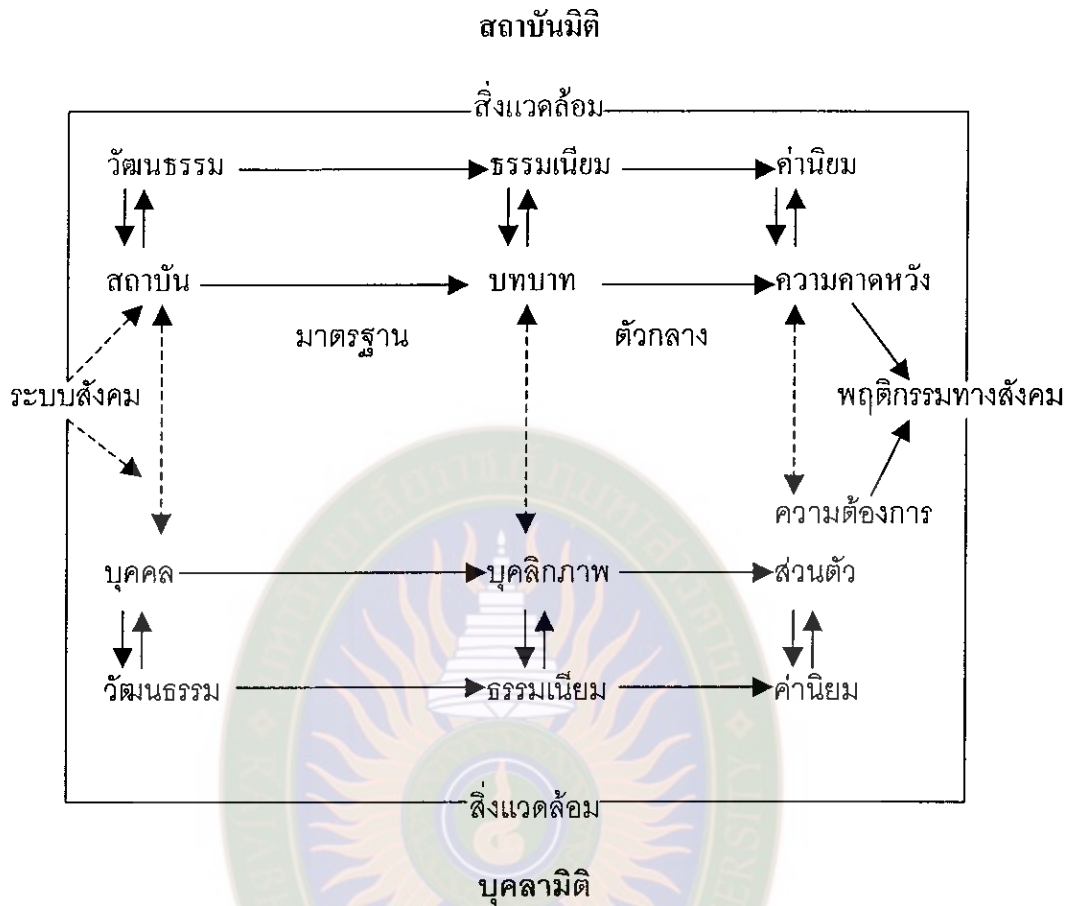 สถาบันมิติ
สิ่งแวดล้อม
วัฒนธรรม ธรรมเนียม ค่านิยม
สถาบัน บทบาท ความคาดหวัง
มาตรฐาน ตัวกลาง
ระบบสังคม พฤติกรรมทางสังคม
ความต้องการ
บุคคล บุคลิกภาพ ส่วนตัว
วัฒนธรรม ธรรมเนียม ค่านิยม
สิ่งแวดล้อม
บุคลามิติ